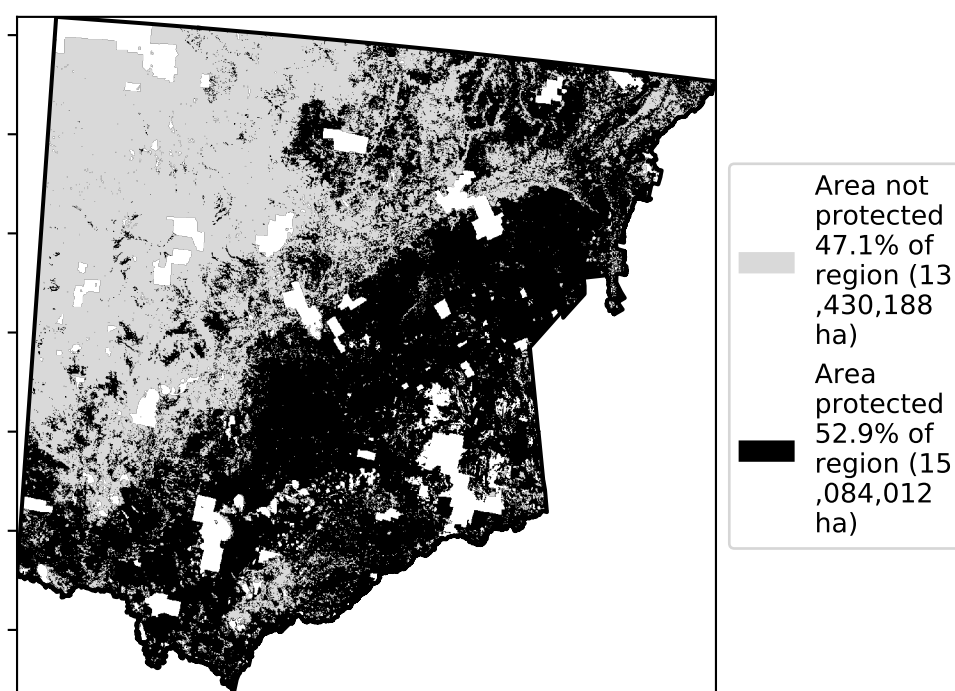 Area not
protected
47.1% of
region (13
,430,188
ha)
Area
protected
52.9% of
region (15
,084,012
ha)